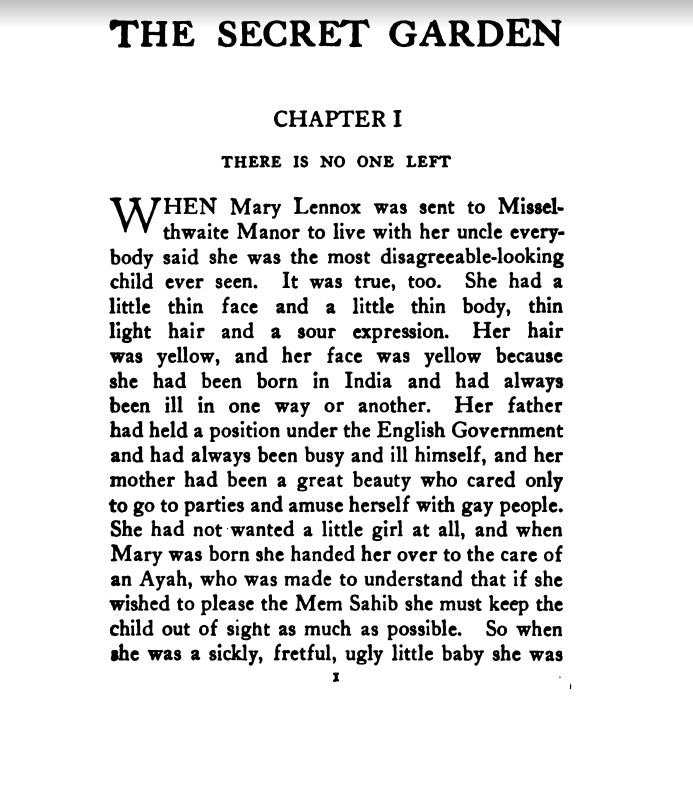 THE SECRET GARDEN
CHAPTER I
THERE IS NO ONE LEFT
WHEN Mary Lennox was sent to Missel-
thwaite Manor to live with her uncle every-
body said she was the most disagreeable-looking
child ever seen. It was true, too. She had a
little thin face and a little thin body, thin
light hair and a sour expression. Her hair
was yellow, and her face was yellow because
she had been born in India and had always
been ill in one way or another. Her father
had held a position under the English Government
and had always been busy and ill himself, and her
mother had been a great beauty who cared only
to go to parties and amuse herself with gay people.
She had not wanted a little girl at all, and when
Mary was born she handed her over to the care of
an Ayah, who was made to understand that if she
wished to please the Mem Sahib she must keep the
child out of sight as much as possible. So when
she was a sickly, fretful, ugly little baby she was
1